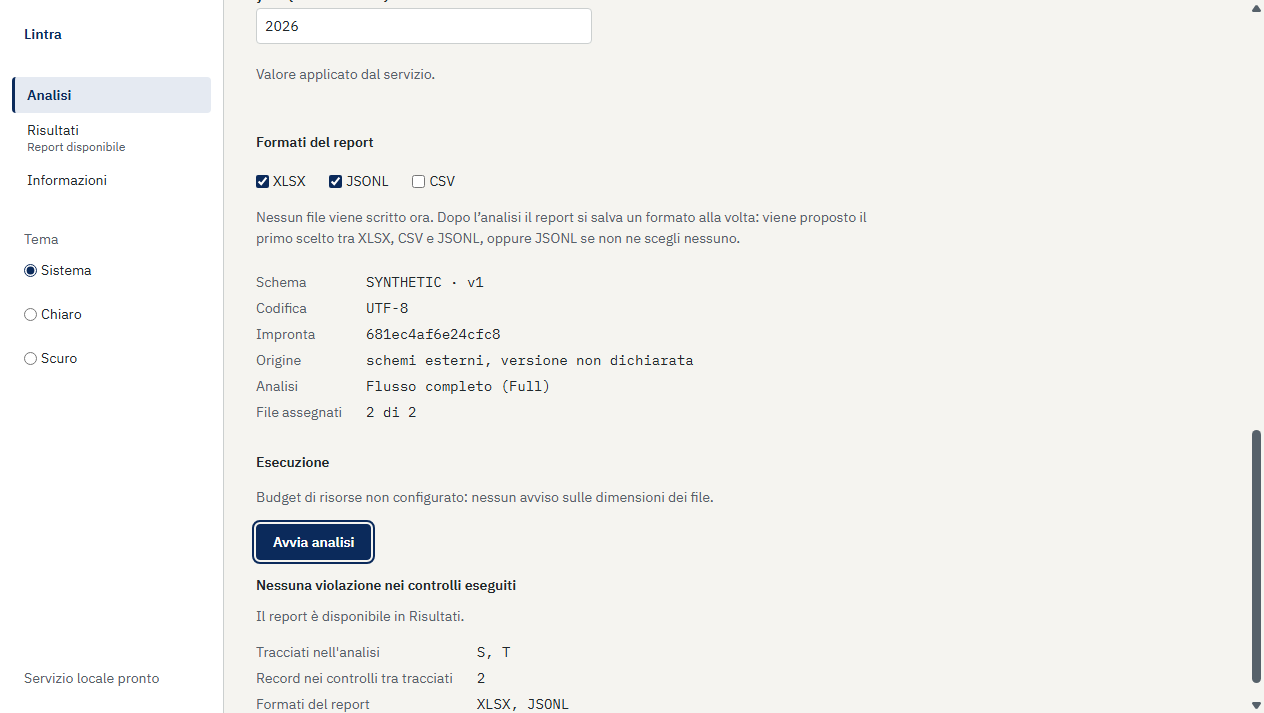 Lintra
Analisi
Risultati
Report disponibile
Informazioni
Tema
Sistema
Chiaro
Scuro
Servizio locale pronto
2026
Valore applicato dal servizio.
Formati del report
XLSX JSONL CSV
Nessun file viene scritto ora. Dopo l’analisi il report si salva un formato alla volta: viene proposto il
primo scelto tra XLSX, CSV e JSONL, oppure JSONL se non ne scegli nessuno.
Schema SYNTHETIC · v1
Codifica UTF-8
Impronta 681ec4af6e24cfc8
Origine schemi esterni, versione non dichiarata
Analisi Flusso completo (Full)
File assegnati 2 di 2
Esecuzione
Budget di risorse non configurato: nessun avviso sulle dimensioni dei file.
Avvia analisi
Nessuna violazione nei controlli eseguiti
Il report è disponibile in Risultati.
Tracciati nell'analisi S, T
Record nei controlli tra tracciati 2
Formati del report XLSX, JSONL